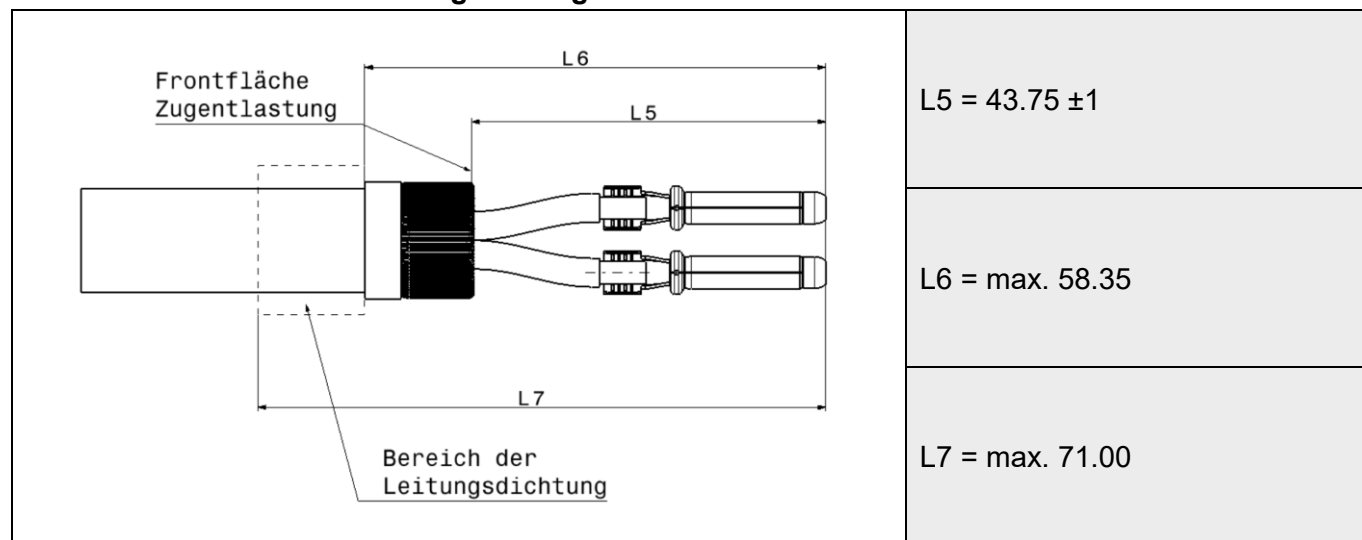 L6
Frontfläche
Zugentlastung
L5
L7
Bereich der
Leitungsdichtung
L5 = 43.75 ±1
L6 = max. 58.35
L7 = max. 71.00